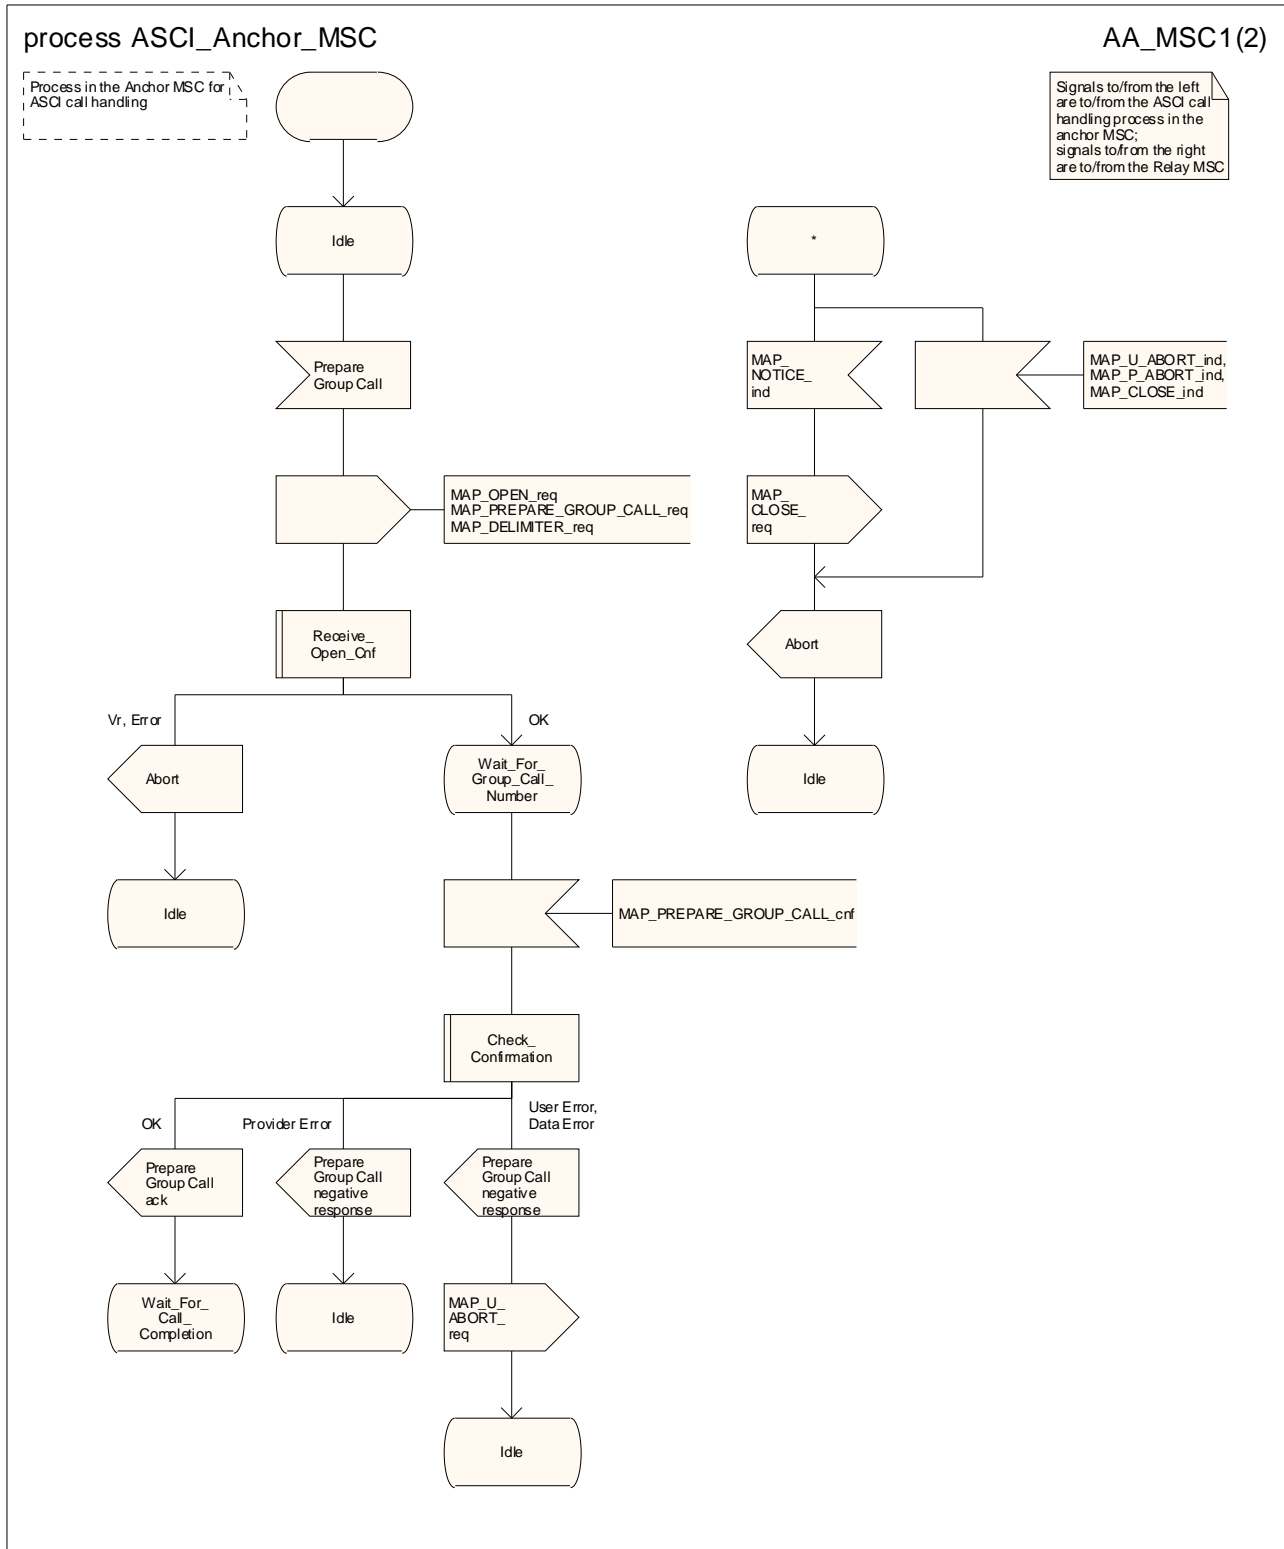 process ASCI_Anchor_MSC
AA_MSC1(2)
Process in the Anchor MSC for
ASCI call handling
Signals to/from the left
are to/from the ASCI call
handling process in the
anchor MSC;
signals to/from the right
are to/from the Relay MSC
Idle
*
Prepare
Group Call
MAP_
NOTICE_
ind
MAP_U_ABORT_ind,
MAP_P_ABORT_ind,
MAP_CLOSE_ind
MAP_OPEN_req
MAP_PREPARE_GROUP_CALL_req
MAP_DELIMITER_req
MAP_
CLOSE_
req
Receive_
Open_Cnf
Abort
Vr, Error
OK
Abort
Wait_For_
Group_Call_
Number
Idle
Idle
MAP_PREPARE_GROUP_CALL_cnf
Check_
Confirmation
OK
Provider Error
User Error,
Data Error
Prepare
Group Call
ack
Prepare
Group Call
negative
response
Prepare
Group Call
negative
response
Wait_For_
Call_
Completion
Idle
MAP_U_
ABORT_
req
Idle